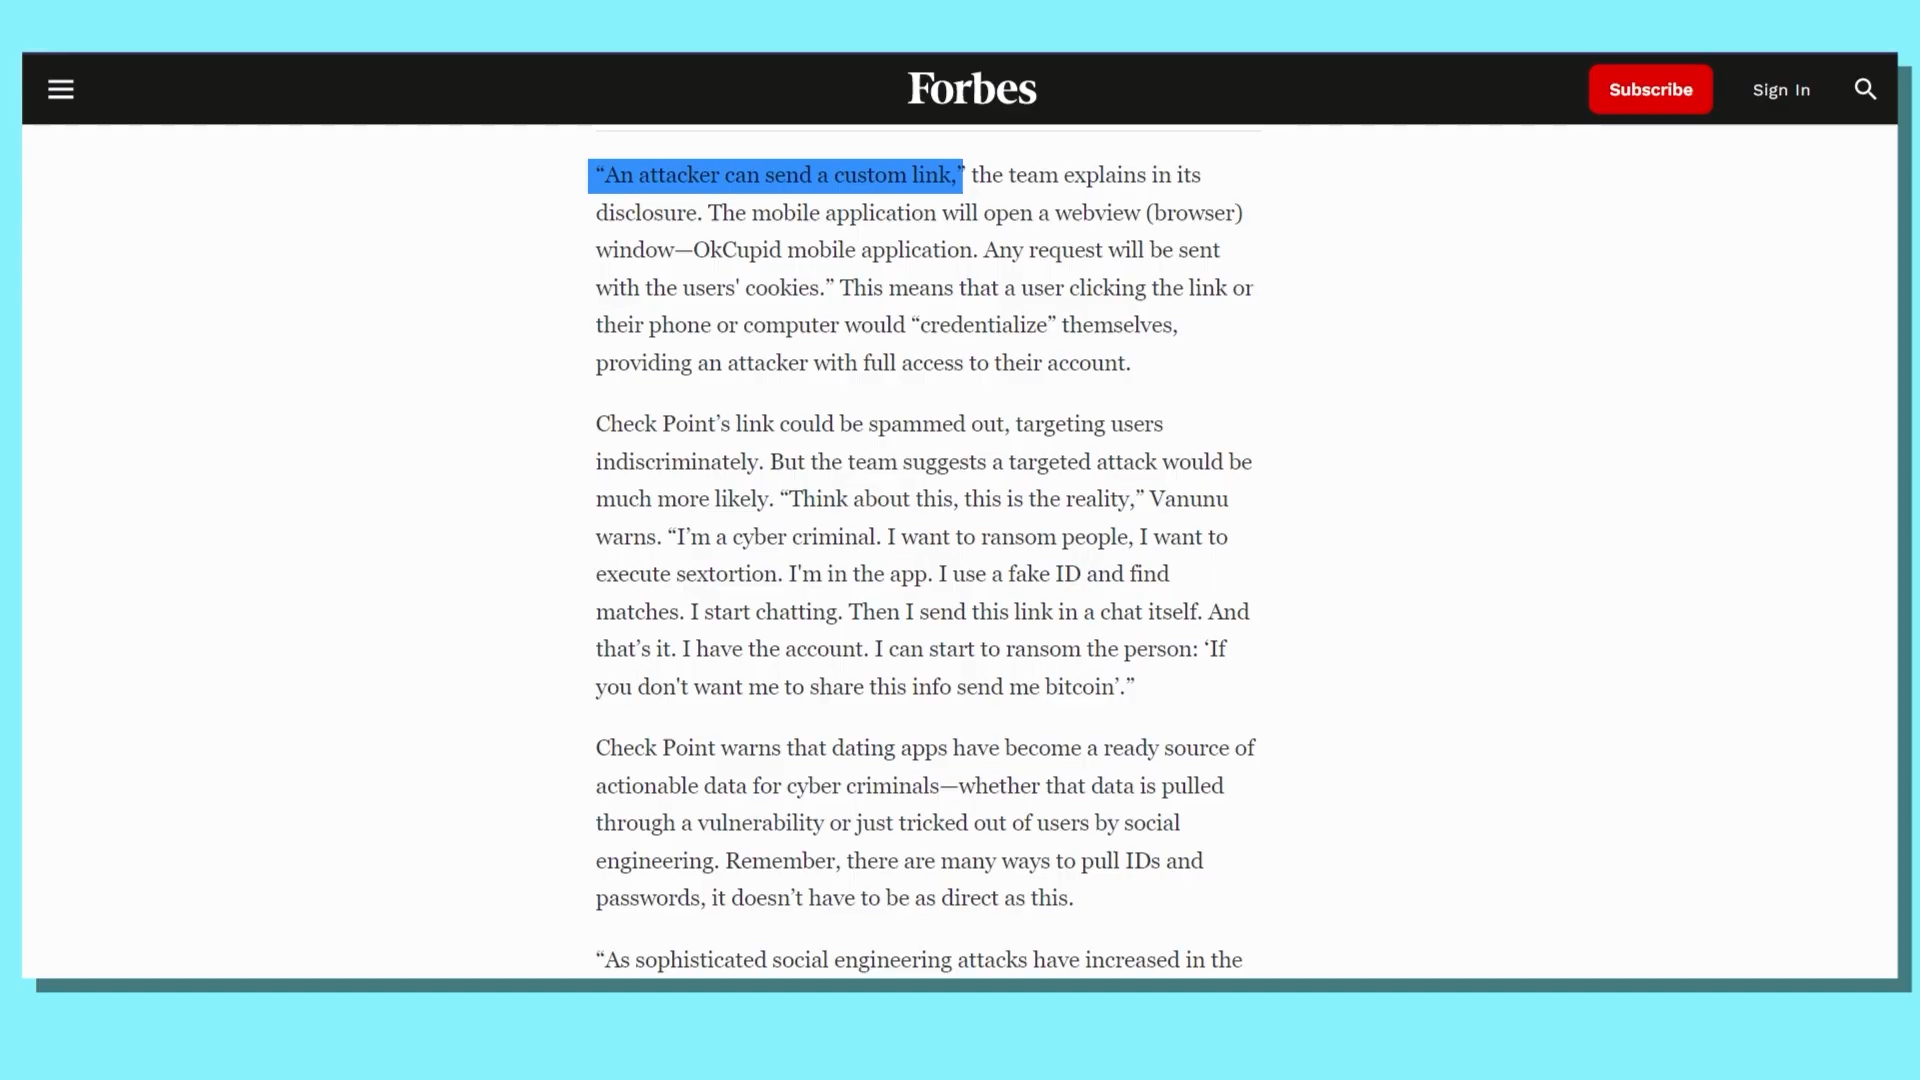 Forbes
Subscribe
Sign In
“An attacker can send a custom link,” the team explains in its
disclosure. The mobile application will open a webview (browser)
window—OkCupid mobile application. Any request will be sent
with the users' cookies.” This means that a user clicking the link or
their phone or computer would “credentialize” themselves,
providing an attacker with full access to their account.
Check Point’s link could be spammed out, targeting users
indiscriminately. But the team suggests a targeted attack would be
much more likely. “Think about this, this is the reality,” Vanunu
warns. “I’m a cyber criminal. I want to ransom people, I want to
execute sextortion. I'm in the app. I use a fake ID and find
matches. I start chatting. Then I send this link in a chat itself. And
that’s it. I have the account. I can start to ransom the person: ‘If
you don't want me to share this info send me bitcoin’.”
Check Point warns that dating apps have become a ready source of
actionable data for cyber criminals—whether that data is pulled
through a vulnerability or just tricked out of users by social
engineering. Remember, there are many ways to pull IDs and
passwords, it doesn’t have to be as direct as this.
“As sophisticated social engineering attacks have increased in the